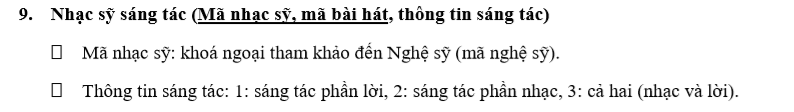 9. Nhạc sỹ sáng tác (Mã nhạc sỹ, mã bài hát, thông tin sáng tác)
□ Mã nhạc sỹ: khoá ngoại tham khảo đến Nghệ sỹ (mã nghệ sỹ).
□ Thông tin sáng tác: 1: sáng tác phần lời, 2: sáng tác phần nhạc, 3: cả hai (nhạc và lời).